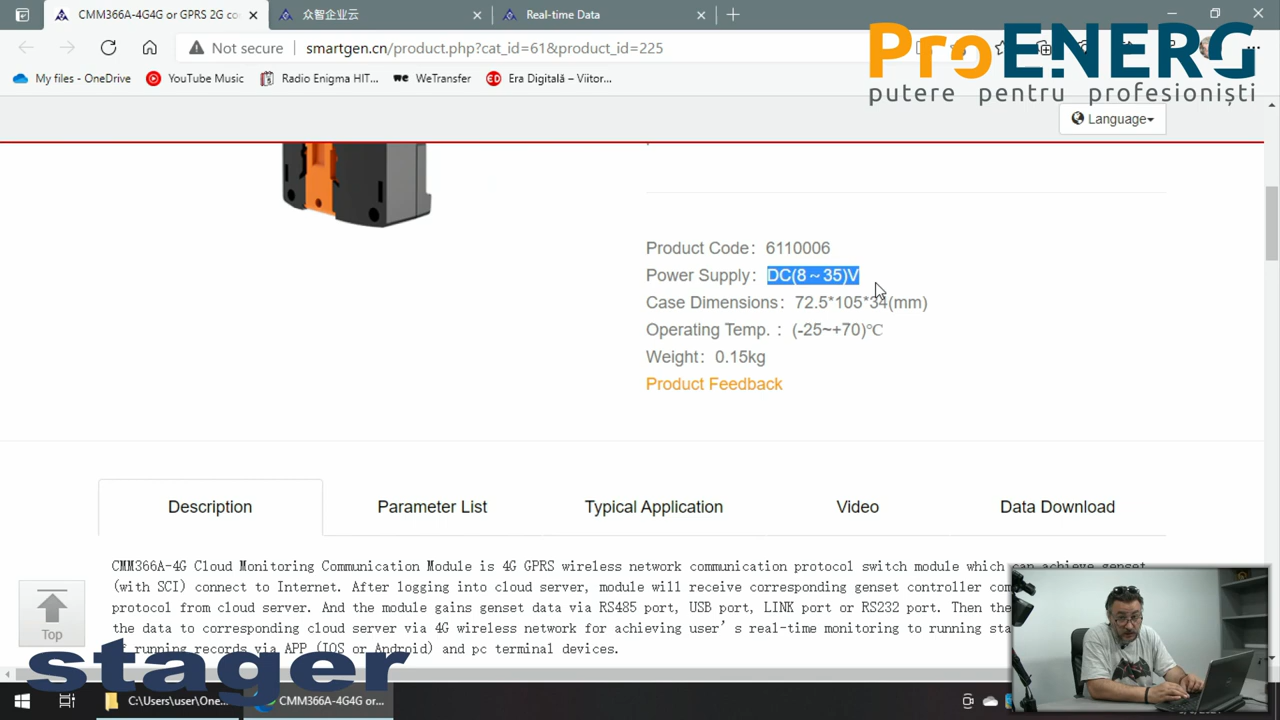 CMM366A-4G4G or GPRS 2G co
众智企业云
Real-time Data
Not secure
smartgen.cn/product.php?cat_id=61&product_id=225
My files - OneDrive
YouTube Music
Radio Enigma HIT...
WeTransfer
Era Digitală – Viitor...
ProENERG
putere pentru profesioniști
Language
Product Code: 6110006
Power Supply: DC(8~35)V
Case Dimensions: 72.5*105*34(mm)
Operating Temp. : (-25~+70)℃
Weight: 0.15kg
Product Feedback
Description
Parameter List
Typical Application
Video
Data Download
CMM366A-4G Cloud Monitoring Communication Module is 4G GPRS wireless network communication protocol switch module which can achieve genset
(with SCI) connect to Internet. After logging into cloud server, module will receive corresponding genset controller
protocol from cloud server. And the module gains genset data via RS485 port, USB port, LINK port or RS232 port. Then
the data to corresponding cloud server via 4G wireless network for achieving user's real-time monitoring to running
running records via APP (IOS or Android) and pc terminal devices.
Top
stager
C:\Users\user\One...
CMM366A-4G4G or...